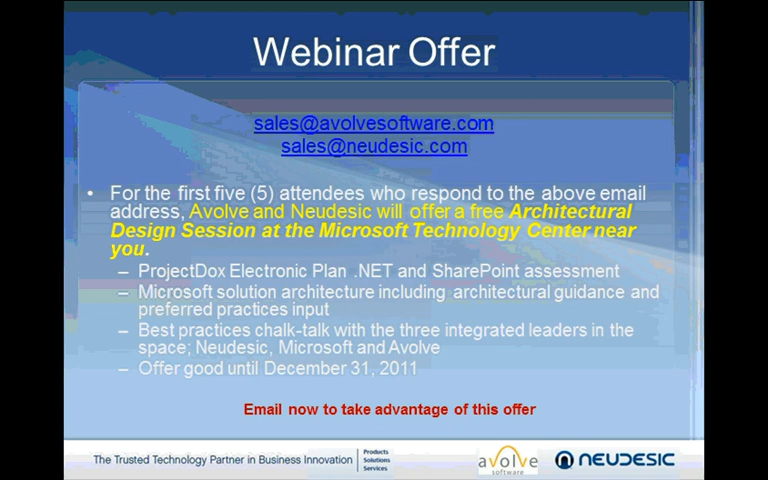 Webinar Offer
sales@avolvesoftware.com
sales@neudesic.com
• For the first five (5) attendees who respond to the above email
address, Avolve and Neudesic will offer a free Architectural
Design Session at the Microsoft Technology Center near
you.
– ProjectDox Electronic Plan .NET and SharePoint assessment
– Microsoft solution architecture including architectural guidance and
preferred practices input
– Best practices chalk-talk with the three integrated leaders in the
space; Neudesic, Microsoft and Avolve
– Offer good until December 31, 2011
Email now to take advantage of this offer
The Trusted Technology Partner in Business Innovation
Products
Solutions
Services
avolve
software
NEUDESIC